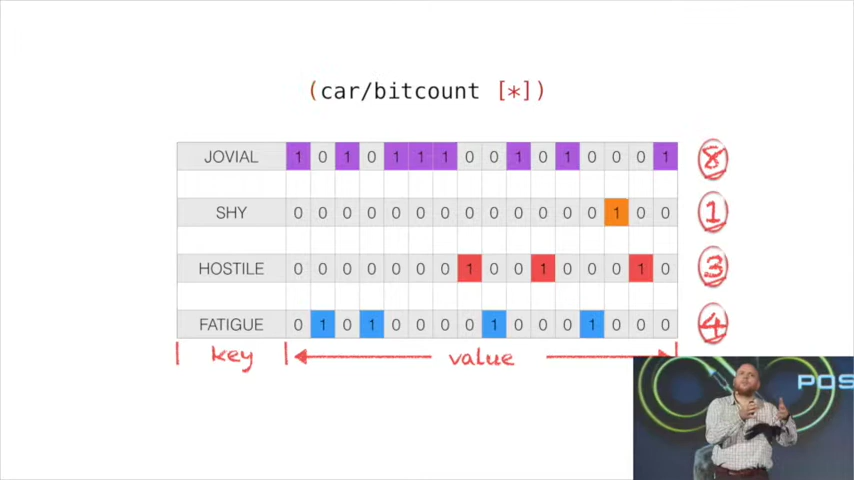 (car/bitcount [*])
JOVIAL 1 0 1 0 1 1 1 0 0 1 0 1 0 0 0 1 8
SHY 0 0 0 0 0 0 0 0 0 0 0 0 0 1 0 0 1
HOSTILE 0 0 0 0 0 0 0 1 0 0 1 0 0 0 1 0 3
FATIGUE 0 1 0 1 0 0 0 0 1 0 0 0 1 0 0 0 4
key value
POS